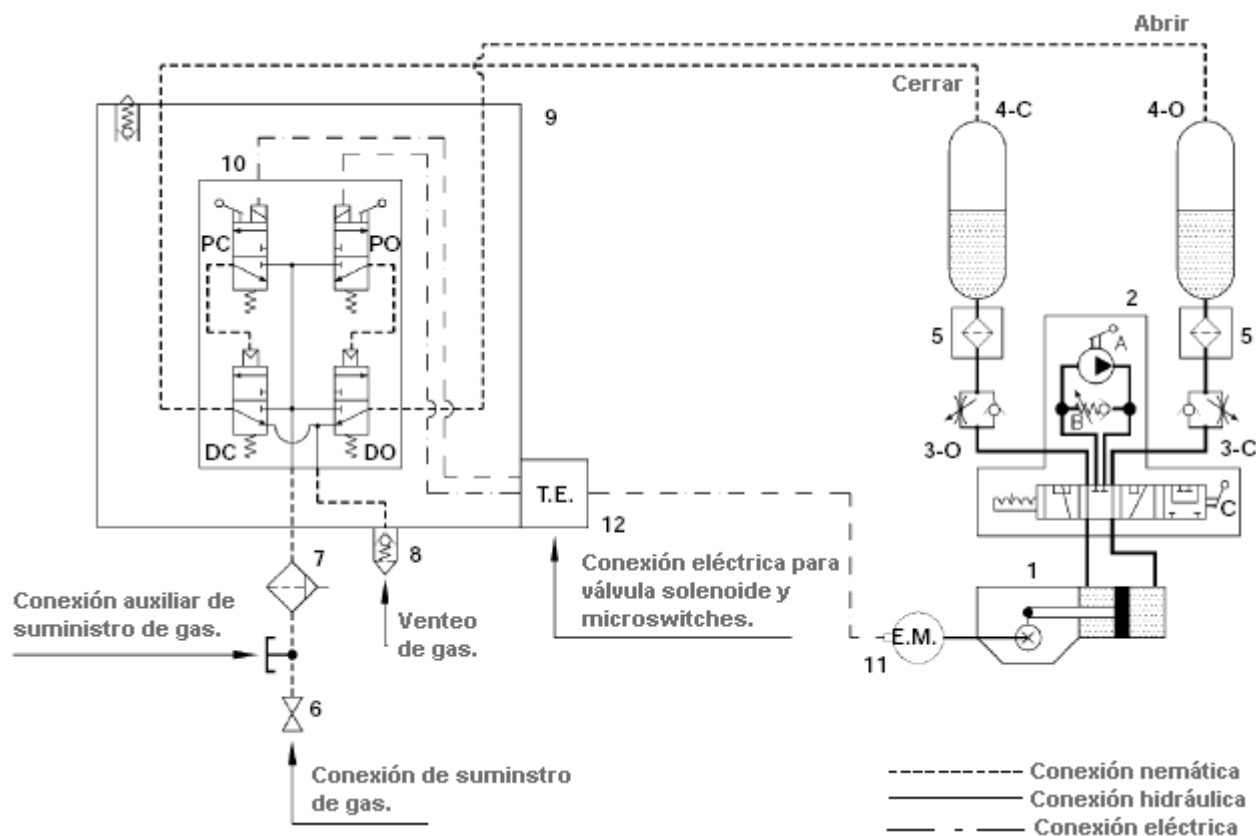 Abrir
Cerrar
4-C
4-O
9
10
PC
PO
2
A
5
5
B
DC
DO
3-O
3-C
C
T.E.
12
7
8
1
Conexión eléctrica para
válvula solenoide y
microswitches.
Conexión auxiliar de
suministro de gas.
Venteo
de gas.
E.M.
11
6
Conexión de suminstro
de gas.
Conexión nemática
Conexión hidráulica
Conexión eléctrica